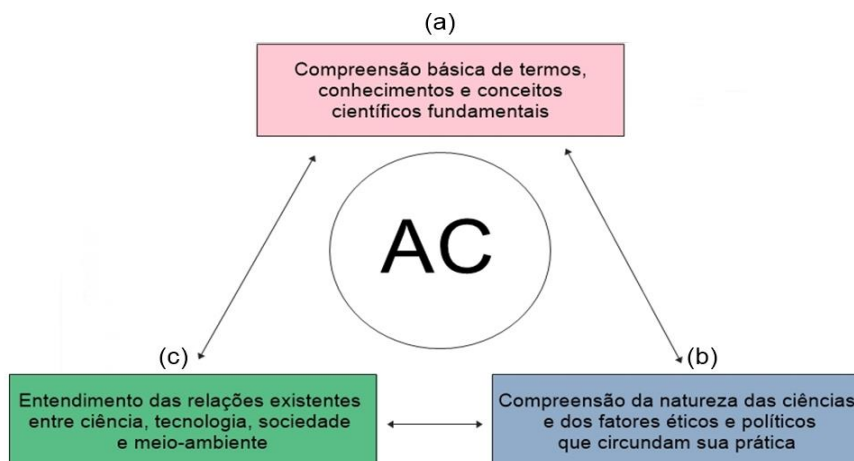 (a)
Compreensão básica de termos,
conhecimentos e conceitos
científicos fundamentais
AC
(c)
Entendimento das relações existentes
entre ciência, tecnologia, sociedade
e meio-ambiente
(b)
Compreensão da natureza das ciências
e dos fatores éticos e políticos
que circundam sua prática